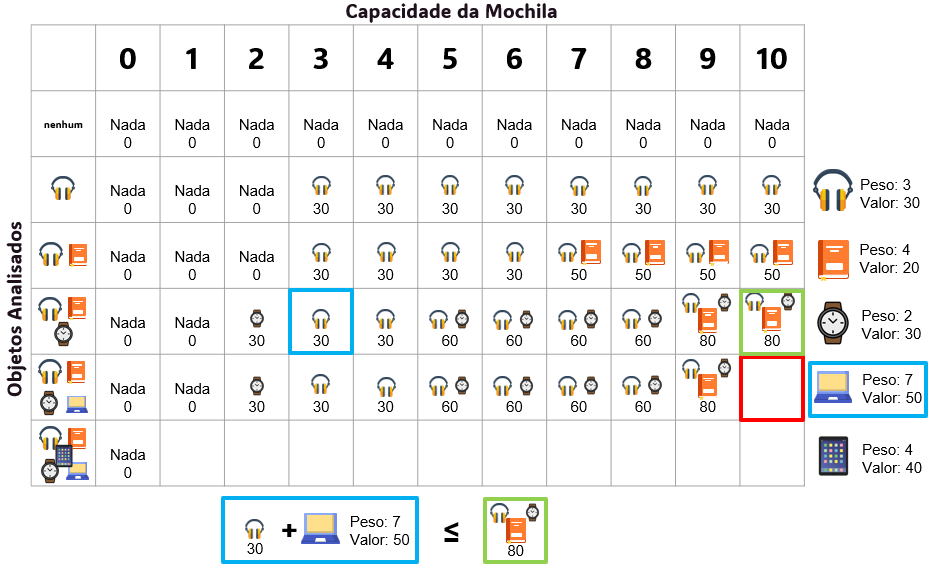 Capacidade da Mochila
0 1 2 3 4 5 6 7 8 9 10
Objetos Analisados
nenhum Nada Nada Nada Nada Nada Nada Nada Nada Nada Nada Nada
0 0 0 0 0 0 0 0 0 0 0
Nada Nada Nada
0 0 0 30 30 30 30 30 30 30 30
Peso: 3
Valor: 30
Nada Nada Nada
0 0 0 30 30 30 30 50 50 50 50
Peso: 4
Valor: 20
Nada Nada
0 0 30 30 30 60 60 60 60 80 80
Peso: 2
Valor: 30
Nada Nada
0 0 30 30 30 60 60 60 60 80
Peso: 7
Valor: 50
Nada
0
Peso: 4
Valor: 40
30 + Peso: 7
Valor: 50
≤
80